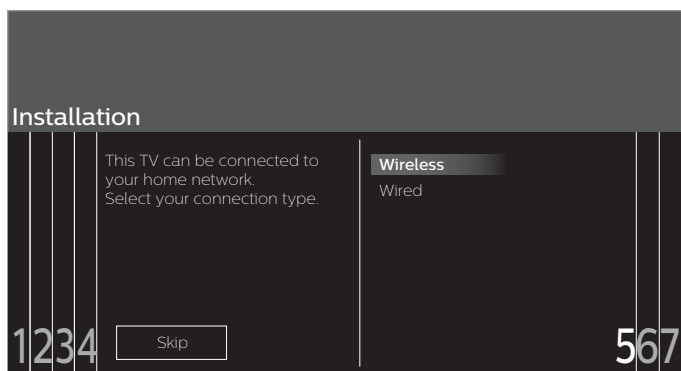 Installation
This TV can be connected to
your home network.
Select your connection type.
Wireless
Wired
1234
Skip
567